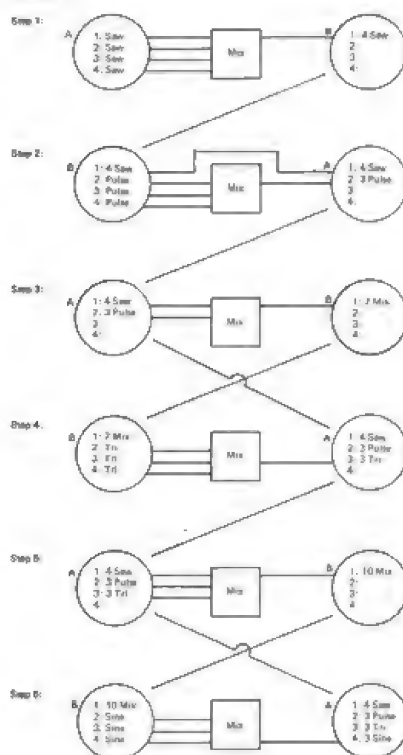 Step 1:
A
1. Saw
2. Saw
3. Saw
4. Saw
Mix
B
1. 4 Saw
2
3
4.
Step 2:
B
1. 4 Saw
2 Pulse
3. Pulse
4. Pulse
Mix
A
1. 4 Saw
2 3 Pulse
3
4.
Step 3:
A
1. 4 Saw
2. 3 Pulse
3
4.
Mix
B
1. 7 Mix
2.
3.
4.
Step 4.
B
1. 7 Mix
2 Tri
3. Tri
4. Tri
Mix
A
1 4 Saw
2. 3 Pulse
3. 3 Tri
4
Step 5:
A
1 4 Saw
2 3 Pulse
3. 3 Tri
4
Mix
B
1. 10 Mix
2.
3.
4
Step 6:
B
1. 10 Mix
2 Sine
3. Sine
4 Sine
Mix
A
1 4 Saw
2 3 Pulse
3 3 Tri
4. 3 Sine